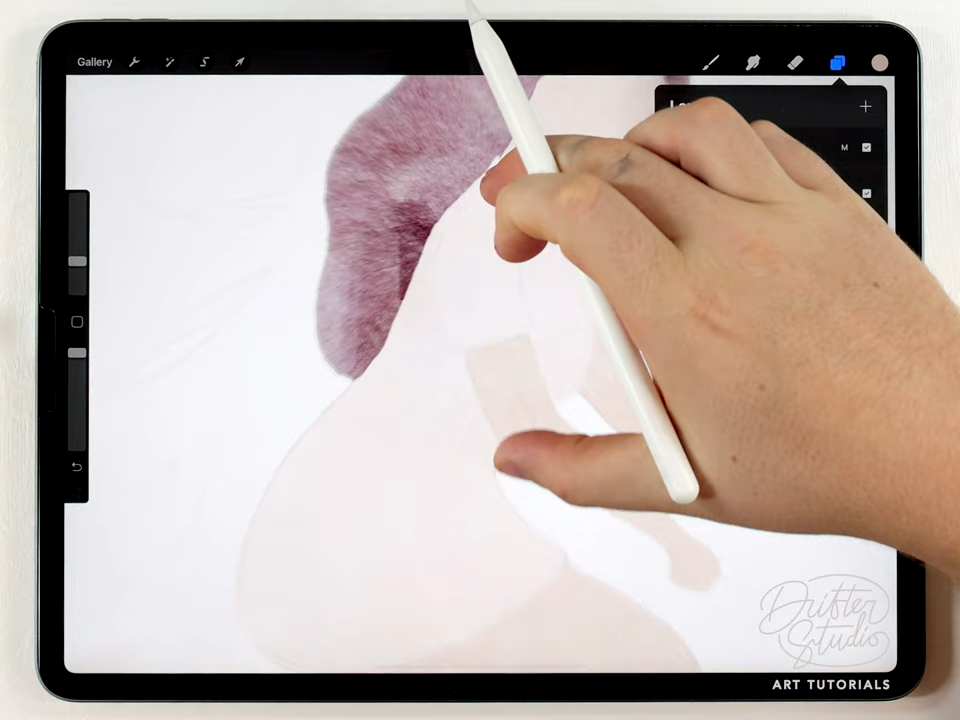 Gallery
M
Drifter
Studio
ART TUTORIALS